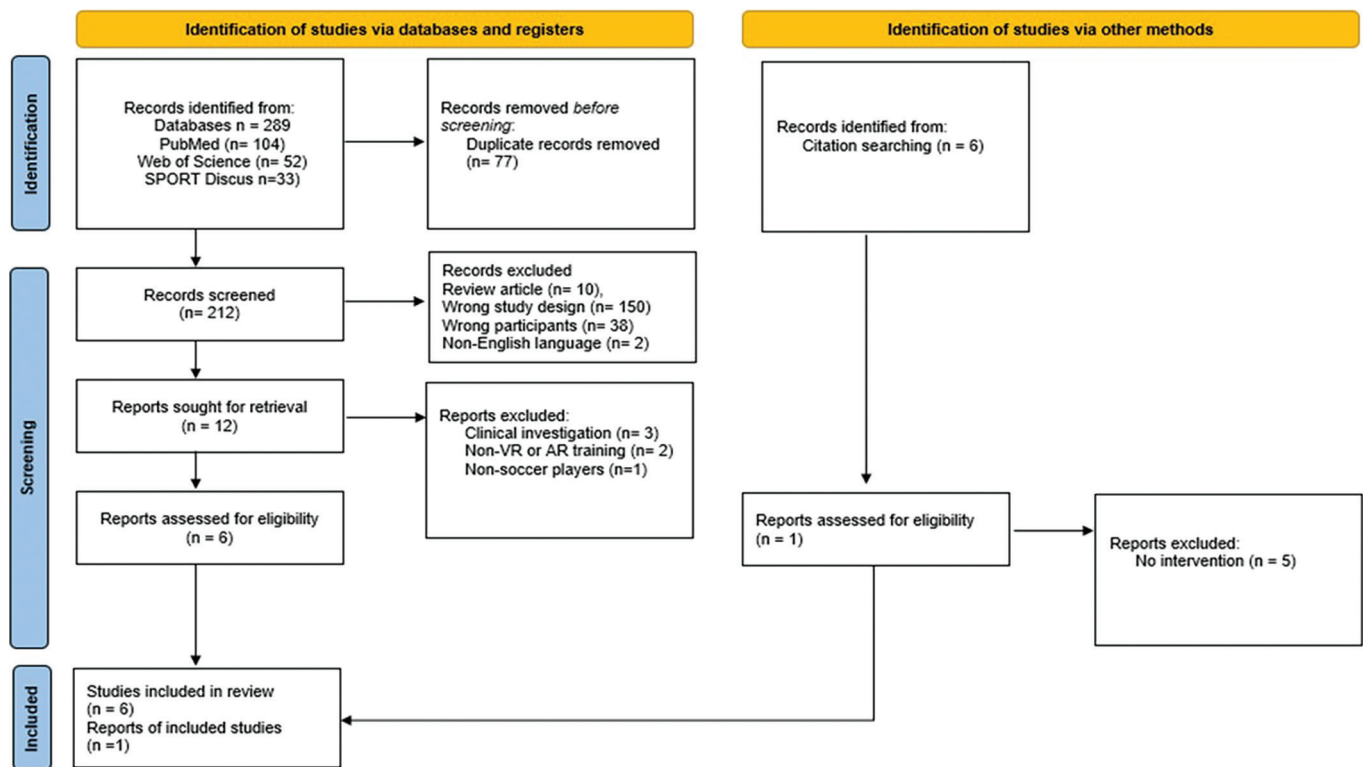 Identification of studies via databases and registers
Identification of studies via other methods
Identification
Records identified from:
Databases n = 289
PubMed (n= 104)
Web of Science (n= 52)
SPORT Discus n=33)
Records removed before
screening:
Duplicate records removed
(n= 77)
Records identified from:
Citation searching (n = 6)
Screening
Records screened
(n= 212)
Records excluded
Review article (n= 10),
Wrong study design (n= 150)
Wrong participants (n= 38)
Non-English language (n= 2)
Reports sought for retrieval
(n = 12)
Reports excluded:
Clinical investigation (n= 3)
Non-VR or AR training (n= 2)
Non-soccer players (n=1)
Reports assessed for eligibility
(n = 6)
Reports assessed for eligibility
(n = 1)
Reports excluded:
No intervention (n = 5)
Included
Studies included in review
(n = 6)
Reports of included studies
(n =1)